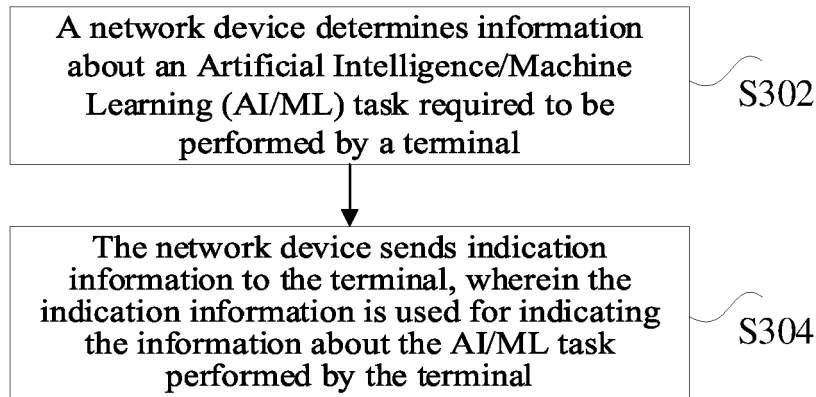 A network device determines information
about an Artificial Intelligence/Machine
Learning (AI/ML) task required to be
performed by a terminal
S302
The network device sends indication
information to the terminal, wherein the
indication information is used for indicating
the information about the AI/ML task
performed by the terminal
S304